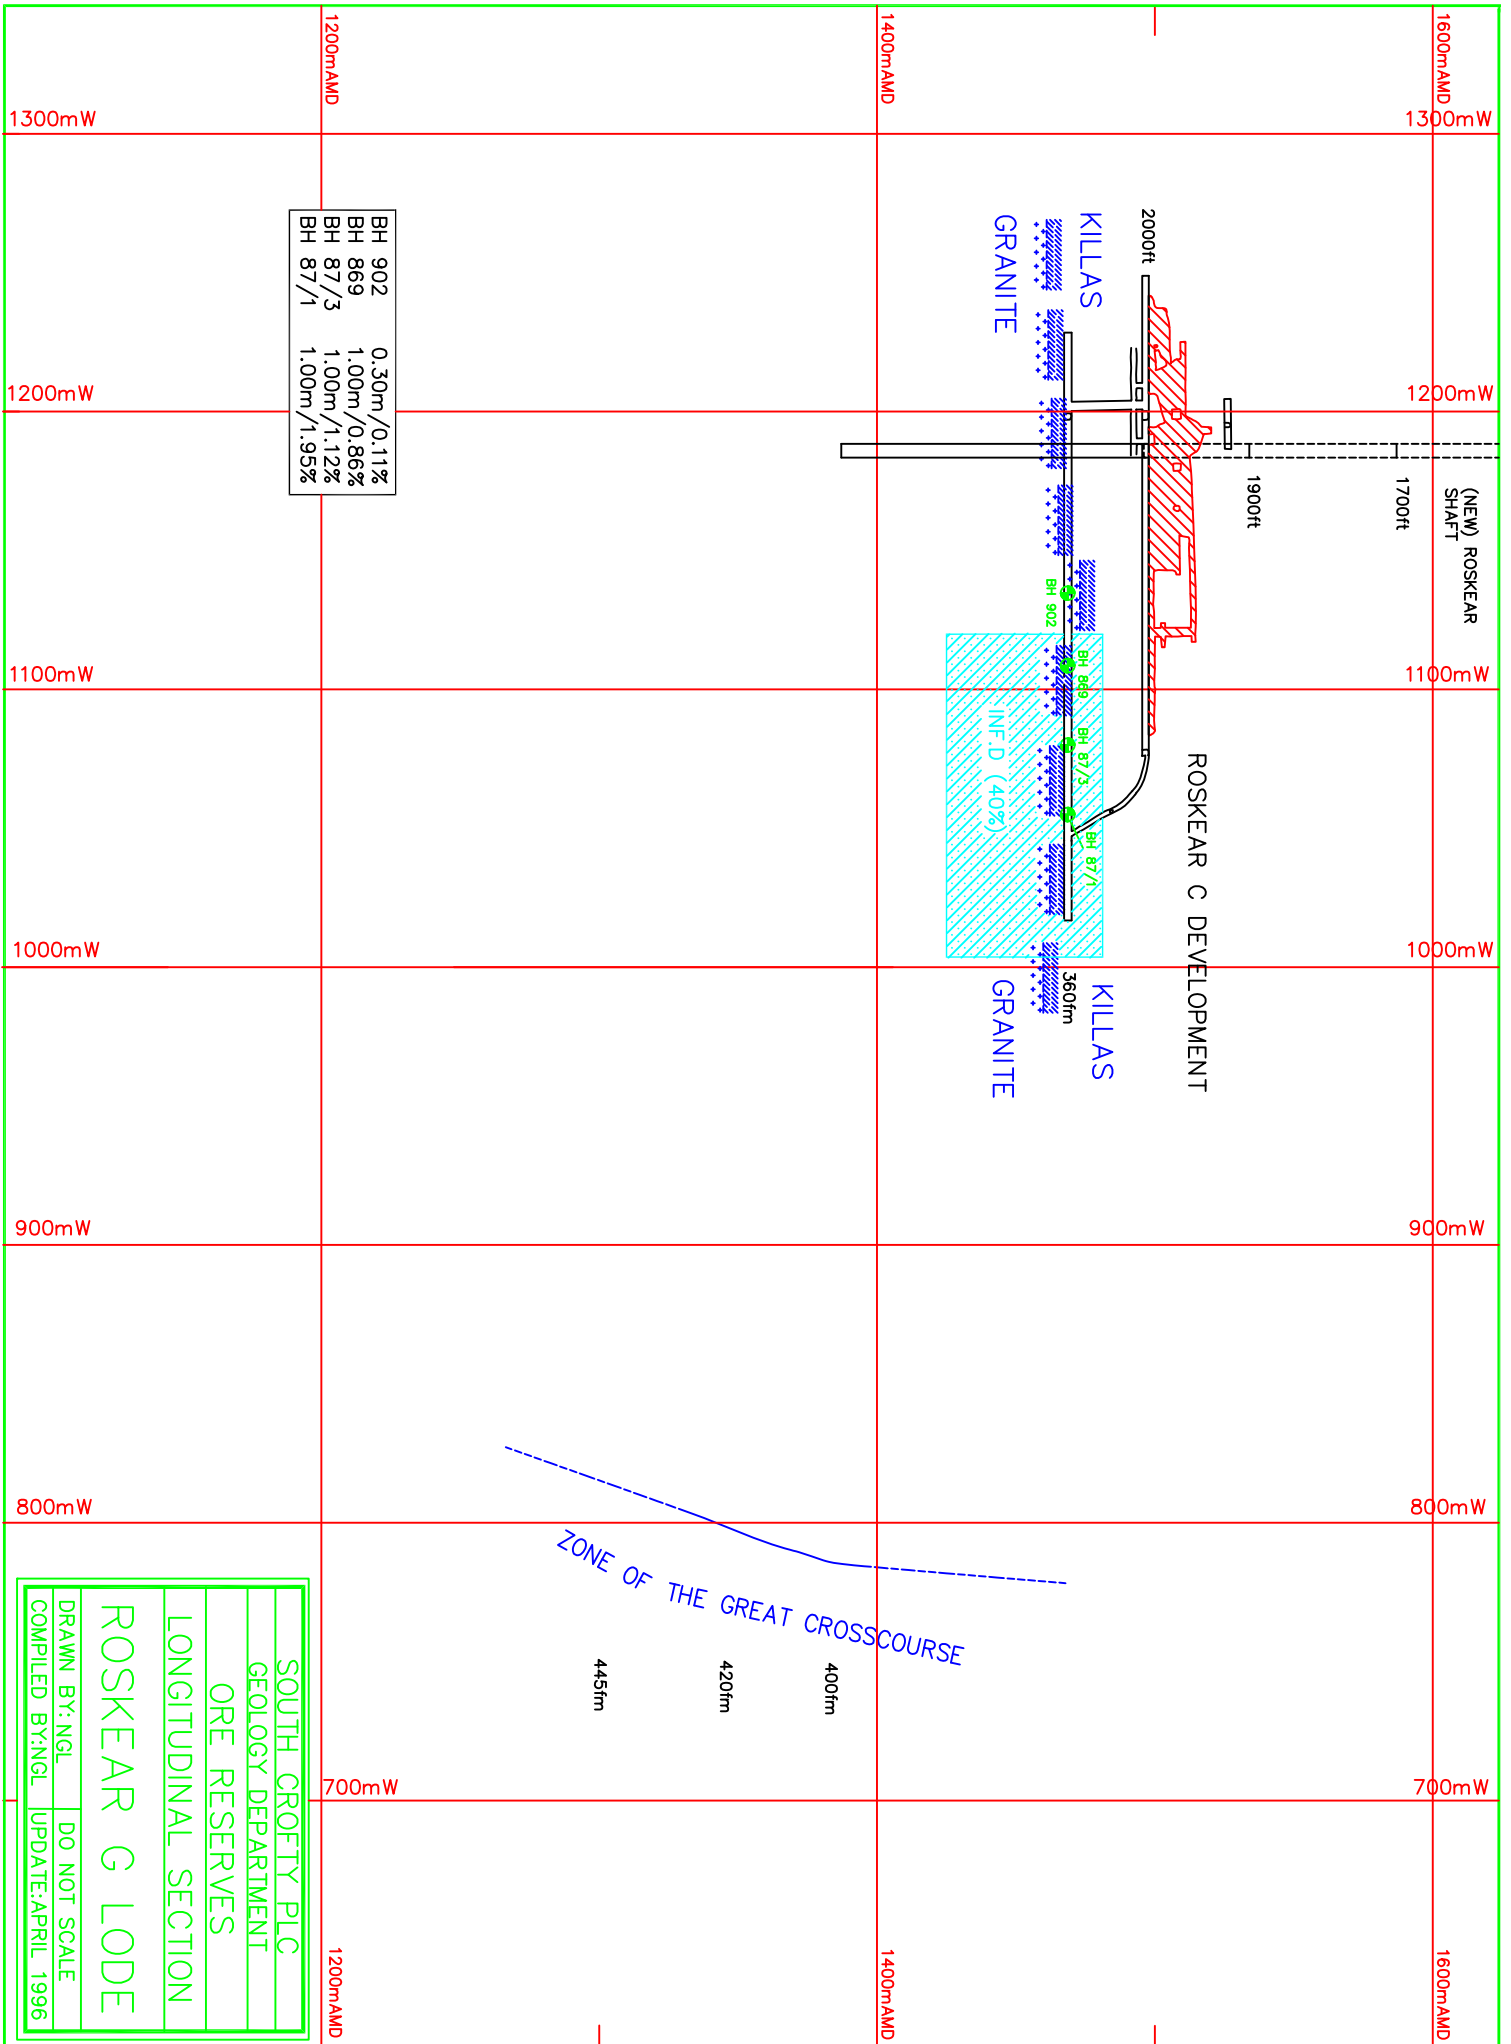 1600mAMD
1400mAMD
1200mAMD
1300mW
1300mW
1200mW
1200mW
1100mW
1100mW
1000mW
1000mW
900mW
900mW
800mW
800mW
700mW
700mW
1600mAMD
1400mAMD
1200mAMD
(NEW) ROSKEAR
SHAFT
1700ft
1900ft
2000ft
ROSKEAR C DEVELOPMENT
KILLAS
GRANITE
KILLAS
GRANITE
360fm
BH 902
BH 869
BH 87/3
BH 87/1
INF.D (40%)
ZONE OF THE GREAT CROSSCOURSE
400fm
420fm
445fm
BH 902 0.30m/0.11%
BH 869 1.00m/0.86%
BH 87/3 1.00m/1.12%
BH 87/1 1.00m/1.95%
SOUTH CROFTY PLC
GEOLOGY DEPARTMENT
ORE RESERVES
LONGITUDINAL SECTION
ROSKEAR G LODE
DRAWN BY:NGL DO NOT SCALE
COMPILED BY:NGL UPDATE:APRIL 1996